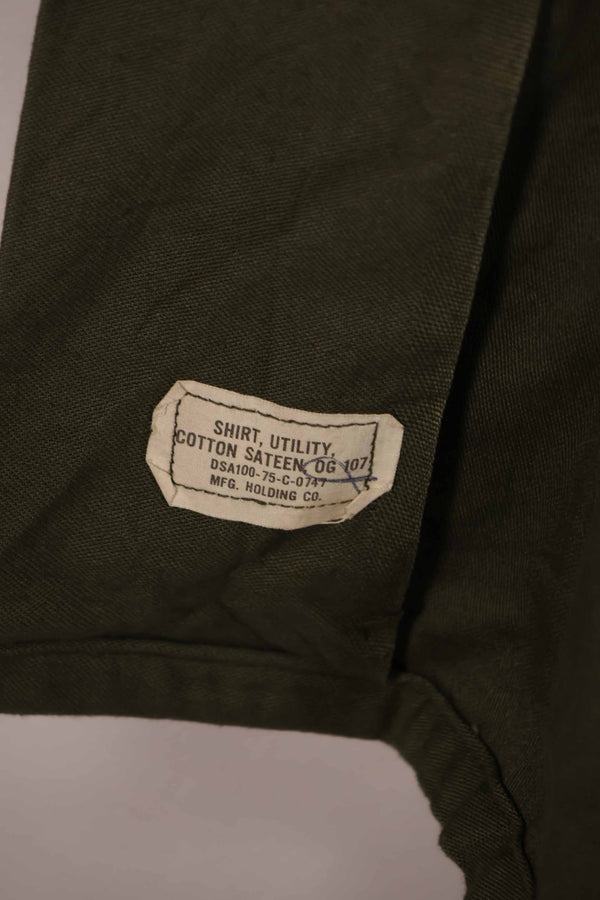 SHIRT, UTILITY,
COTTON SATEEN, OG 107
DSA100-75-C-0747
MFG. HOLDING CO.